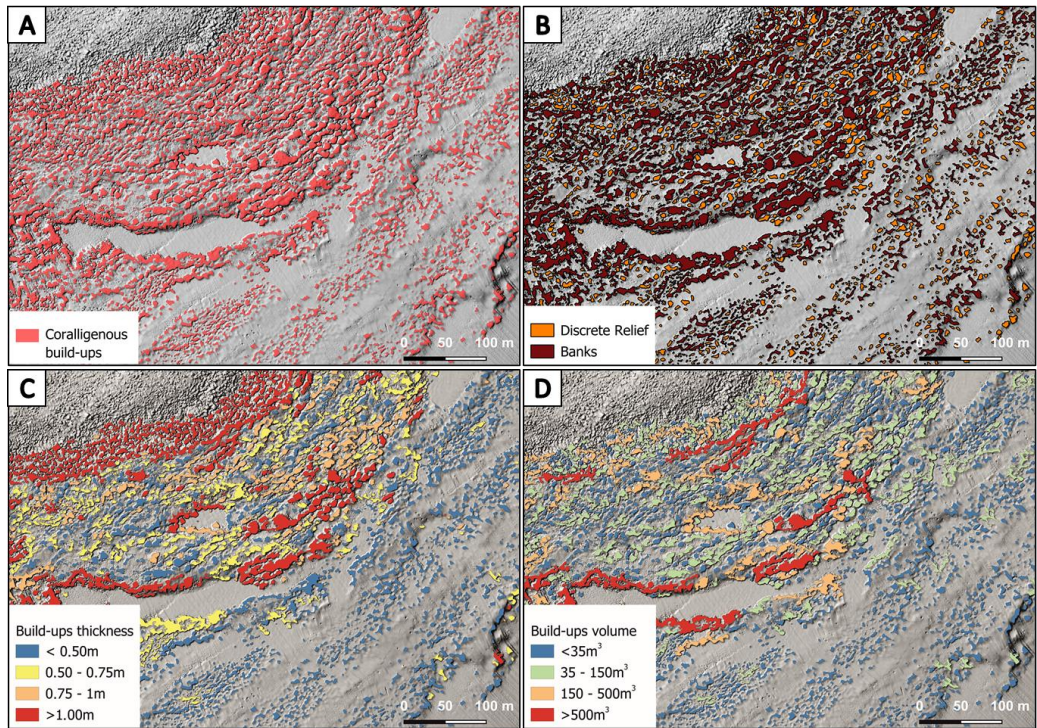 A
Coralligenous
build-ups
0 50 100 m
B
Discrete Relief
Banks
0 50 100 m
C
Build-ups thickness
< 0.50m
0.50 - 0.75m
0.75 - 1m
>1.00m
0 50 100 m
D
Build-ups volume
<35m³
35 - 150m³
150 - 500m³
>500m³
0 50 100 m